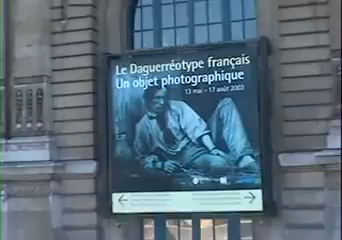 Le Daguerréotype français
Un objet photographique
13 mai – 17 août 2003